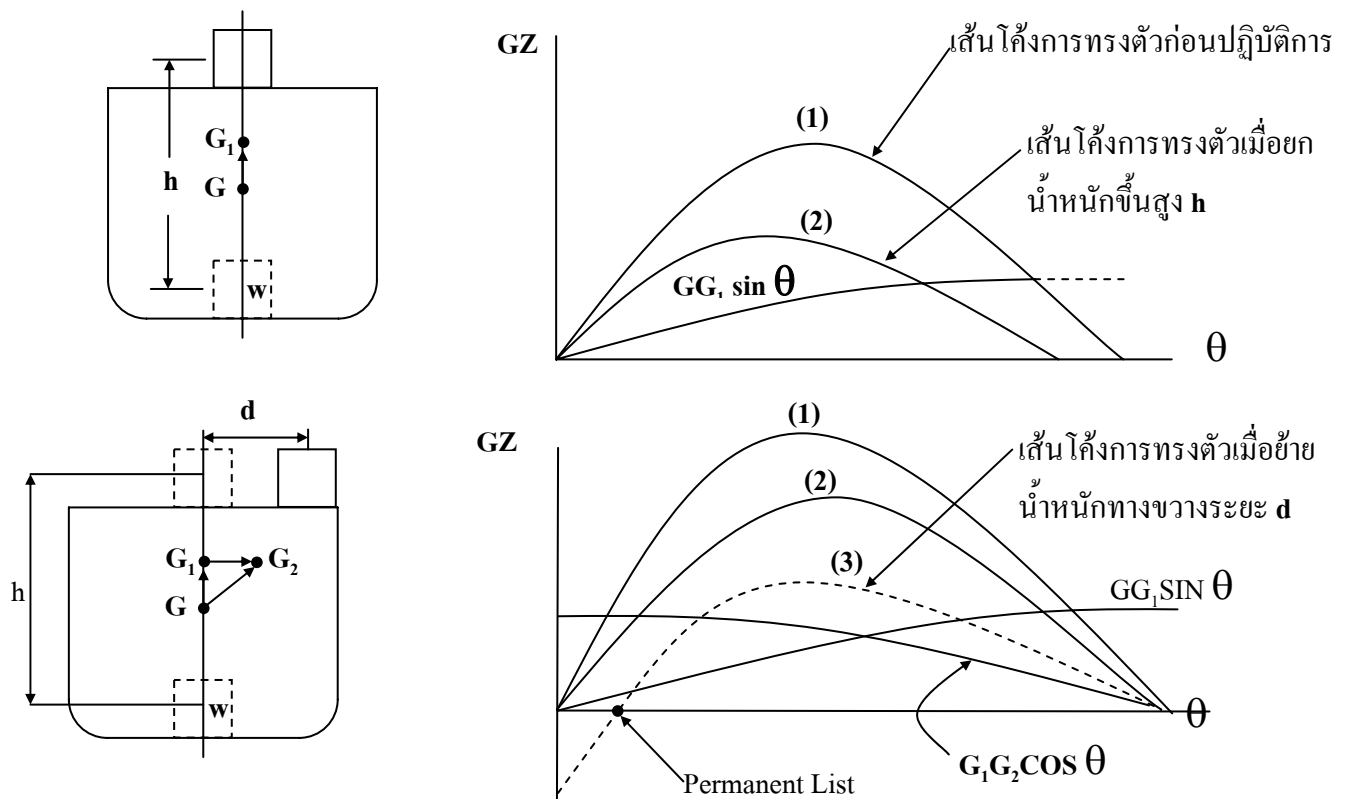 GZ
เส้นโค้งการทรงตัวก่อนปฏิบัติการ
(1)
เส้นโค้งการทรงตัวเมื่อยก
น้ำหนักขึ้นสูง h
(2)
GG₁ sin θ
θ
G₁
h
G
w
d
GZ
(1)
เส้นโค้งการทรงตัวเมื่อย้าย
น้ำหนักทางขวางระยะ d
(2)
(3)
GG₁SIN θ
θ
G₁G₂COS θ
Permanent List
G₁
G₂
h
G
w